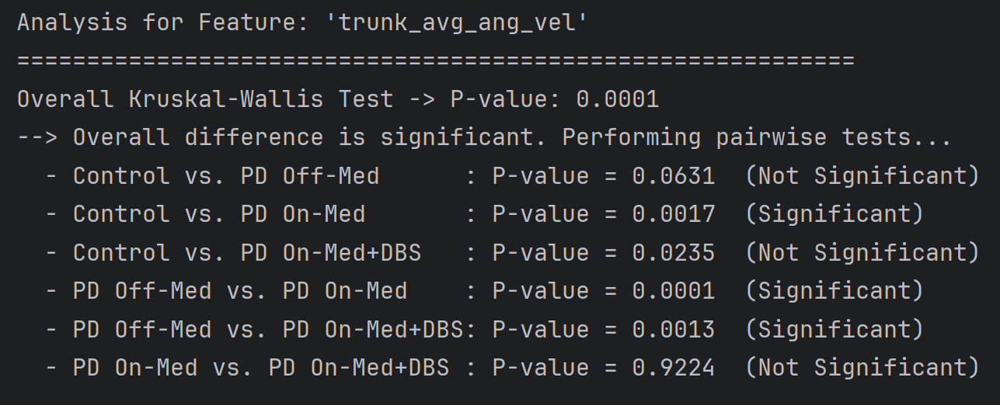 Analysis for Feature: 'trunk_avg_ang_vel'
============================================================
Overall Kruskal-Wallis Test -> P-value: 0.0001
--> Overall difference is significant. Performing pairwise tests...
  - Control vs. PD Off-Med      : P-value = 0.0631  (Not Significant)
  - Control vs. PD On-Med       : P-value = 0.0017  (Significant)
  - Control vs. PD On-Med+DBS   : P-value = 0.0235  (Not Significant)
  - PD Off-Med vs. PD On-Med    : P-value = 0.0001  (Significant)
  - PD Off-Med vs. PD On-Med+DBS: P-value = 0.0013  (Significant)
  - PD On-Med vs. PD On-Med+DBS : P-value = 0.9224  (Not Significant)